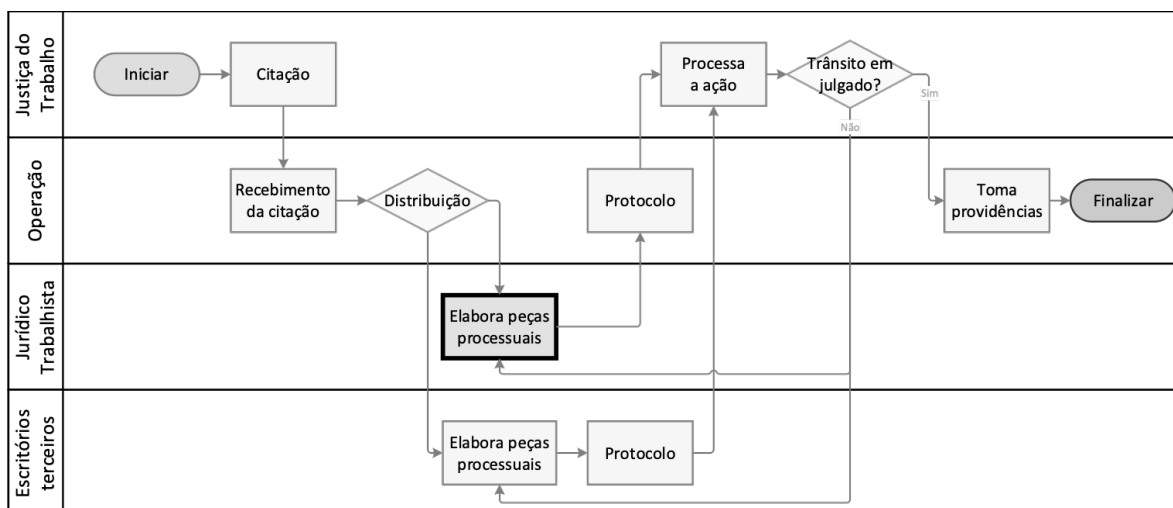 Justiça do
Trabalho
Iniciar
Citação
Processa
a ação
Trânsito em
julgado?
Sim
Não
Operação
Recebimento
da citação
Distribuição
Protocolo
Toma
providências
Finalizar
Jurídico
Trabalhista
Elabora peças
processuais
Escritórios
terceiros
Elabora peças
processuais
Protocolo